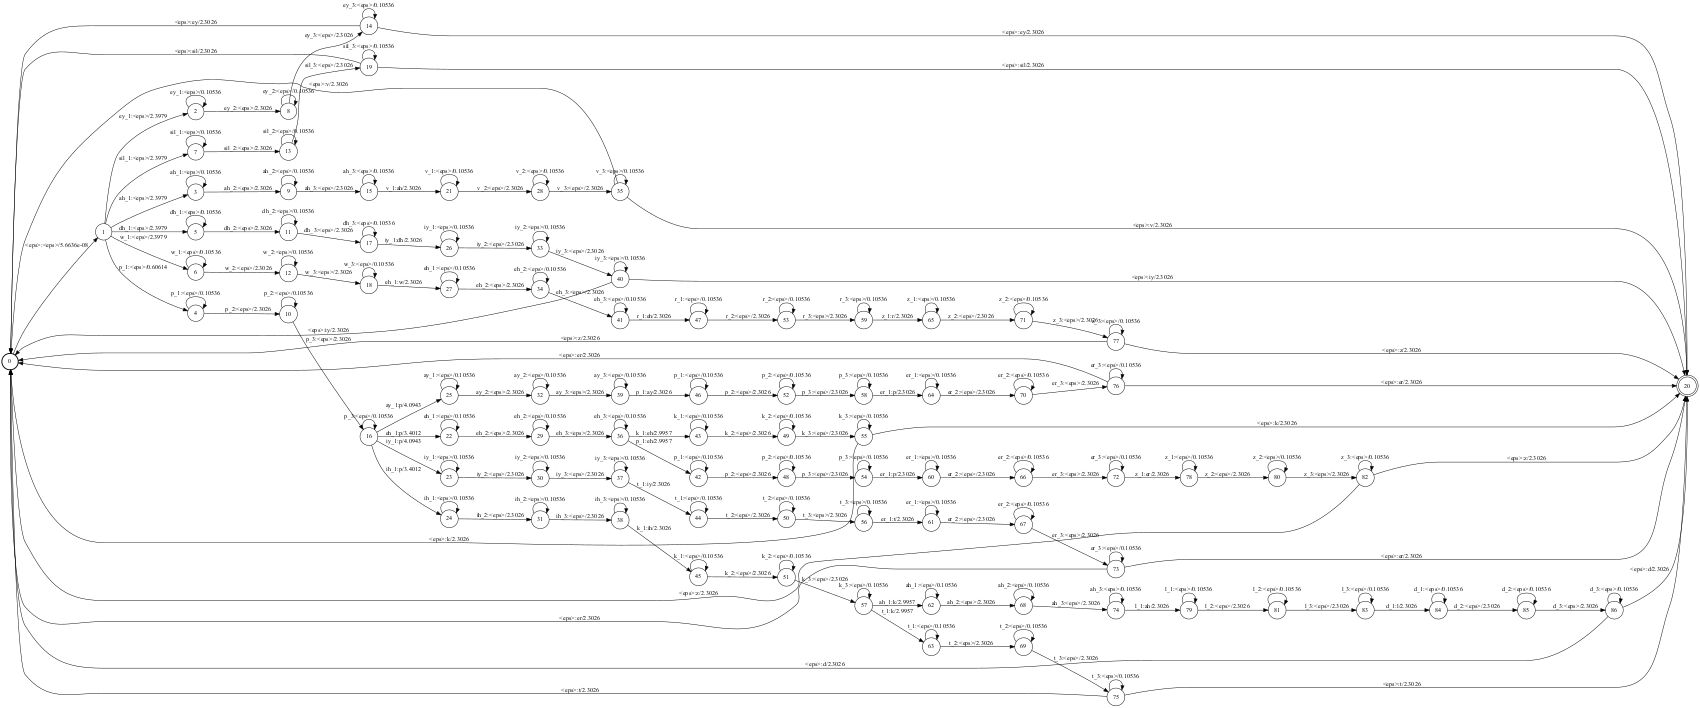 ey_3:<eps>/0.10536
<eps>:ey/2.3026
14
<eps>:ey/2.3026
ey_3:<eps>/2.3026
sil_3:<eps>/0.10536
<eps>:sil/2.3026
19
<eps>:sil/2.3026
sil_3:<eps>/2.3026
<eps>:v/2.3026
ey_1:<eps>/0.10536
ey_2:<eps>/0.10536
ey_1:<eps>/2.3979
2
ey_2:<eps>/2.3026
8
sil_1:<eps>/0.10536
sil_2:<eps>/0.10536
sil_1:<eps>/2.3979
7
sil_2:<eps>/2.3026
13
ah_1:<eps>/0.10536
ah_2:<eps>/0.10536
ah_3:<eps>/0.10536
v_1:<eps>/0.10536
v_2:<eps>/0.10536
v_3:<eps>/0.10536
ah_1:<eps>/2.3979
3
ah_2:<eps>/2.3026
9
ah_3:<eps>/2.3026
15
v_1:ah/2.3026
21
v_2:<eps>/2.3026
28
v_3:<eps>/2.3026
35
<eps>:v/2.3026
dh_1:<eps>/0.10536
dh_2:<eps>/0.10536
dh_3:<eps>/0.10536
iy_1:<eps>/0.10536
iy_2:<eps>/0.10536
1
dh_1:<eps>/2.3979
5
dh_2:<eps>/2.3026
11
dh_3:<eps>/2.3026
17
iy_1:dh/2.3026
26
iy_2:<eps>/2.3026
33
iy_3:<eps>/2.3026
iy_3:<eps>/0.10536
40
<eps>:iy/2.3026
<eps>:<eps>/5.6636e-08
w_1:<eps>/2.3979
w_1:<eps>/0.10536
w_2:<eps>/0.10536
w_3:<eps>/0.10536
eh_1:<eps>/0.10536
eh_2:<eps>/0.10536
6
w_2:<eps>/2.3026
12
w_3:<eps>/2.3026
18
eh_1:w/2.3026
27
eh_2:<eps>/2.3026
34
eh_3:<eps>/2.3026
p_1:<eps>/0.60614
p_1:<eps>/0.10536
p_2:<eps>/0.10536
4
p_2:<eps>/2.3026
10
eh_3:<eps>/0.10536
r_1:<eps>/0.10536
r_2:<eps>/0.10536
r_3:<eps>/0.10536
z_1:<eps>/0.10536
z_2:<eps>/0.10536
41
r_1:eh/2.3026
47
r_2:<eps>/2.3026
53
r_3:<eps>/2.3026
59
z_1:r/2.3026
65
z_2:<eps>/2.3026
71
z_3:<eps>/2.3026
z_3:<eps>/0.10536
77
<eps>:z/2.3026
<eps>:iy/2.3026
p_3:<eps>/2.3026
<eps>:z/2.3026
0
<eps>:er/2.3026
er_3:<eps>/0.10536
76
<eps>:er/2.3026
20
ay_1:<eps>/0.10536
ay_2:<eps>/0.10536
ay_3:<eps>/0.10536
p_1:<eps>/0.10536
p_2:<eps>/0.10536
p_3:<eps>/0.10536
er_1:<eps>/0.10536
er_2:<eps>/0.10536
ay_1:p/4.0943
25
ay_2:<eps>/2.3026
32
ay_3:<eps>/2.3026
39
p_1:ay/2.3026
46
p_2:<eps>/2.3026
52
p_3:<eps>/2.3026
58
er_1:p/2.3026
64
er_2:<eps>/2.3026
70
er_3:<eps>/2.3026
p_3:<eps>/0.10536
16
eh_1:<eps>/0.10536
eh_2:<eps>/0.10536
eh_3:<eps>/0.10536
k_1:<eps>/0.10536
k_2:<eps>/0.10536
k_3:<eps>/0.10536
eh_1:p/3.4012
22
eh_2:<eps>/2.3026
29
eh_3:<eps>/2.3026
36
k_1:eh/2.9957
43
k_2:<eps>/2.3026
49
k_3:<eps>/2.3026
55
<eps>:k/2.3026
iy_1:p/4.0943
p_1:eh/2.9957
iy_1:<eps>/0.10536
iy_2:<eps>/0.10536
iy_3:<eps>/0.10536
p_1:<eps>/0.10536
p_2:<eps>/0.10536
p_3:<eps>/0.10536
er_1:<eps>/0.10536
er_2:<eps>/0.10536
er_3:<eps>/0.10536
z_1:<eps>/0.10536
z_2:<eps>/0.10536
z_3:<eps>/0.10536
<eps>:z/2.3026
23
iy_2:<eps>/2.3026
30
iy_3:<eps>/2.3026
37
42
p_2:<eps>/2.3026
48
p_3:<eps>/2.3026
54
er_1:p/2.3026
60
er_2:<eps>/2.3026
66
er_3:<eps>/2.3026
72
z_1:er/2.3026
78
z_2:<eps>/2.3026
80
z_3:<eps>/2.3026
82
ih_1:p/3.4012
t_1:iy/2.3026
ih_1:<eps>/0.10536
ih_2:<eps>/0.10536
ih_3:<eps>/0.10536
t_1:<eps>/0.10536
t_2:<eps>/0.10536
t_3:<eps>/0.10536
er_1:<eps>/0.10536
er_2:<eps>/0.10536
24
ih_2:<eps>/2.3026
31
ih_3:<eps>/2.3026
38
44
t_2:<eps>/2.3026
50
t_3:<eps>/2.3026
56
er_1:t/2.3026
61
er_2:<eps>/2.3026
67
er_3:<eps>/2.3026
<eps>:k/2.3026
k_1:ih/2.3026
er_3:<eps>/0.10536
73
<eps>:er/2.3026
k_1:<eps>/0.10536
k_2:<eps>/0.10536
45
k_2:<eps>/2.3026
51
k_3:<eps>/2.3026
<eps>:d/2.3026
<eps>:z/2.3026
k_3:<eps>/0.10536
ah_1:<eps>/0.10536
ah_2:<eps>/0.10536
ah_3:<eps>/0.10536
l_1:<eps>/0.10536
l_2:<eps>/0.10536
l_3:<eps>/0.10536
d_1:<eps>/0.10536
d_2:<eps>/0.10536
d_3:<eps>/0.10536
57
ah_1:k/2.9957
62
ah_2:<eps>/2.3026
68
ah_3:<eps>/2.3026
74
l_1:ah/2.3026
79
l_2:<eps>/2.3026
81
l_3:<eps>/2.3026
83
d_1:l/2.3026
84
d_2:<eps>/2.3026
85
d_3:<eps>/2.3026
86
<eps>:er/2.3026
t_1:k/2.9957
t_1:<eps>/0.10536
t_2:<eps>/0.10536
63
t_2:<eps>/2.3026
69
t_3:<eps>/2.3026
<eps>:d/2.3026
t_3:<eps>/0.10536
<eps>:t/2.3026
75
<eps>:t/2.3026